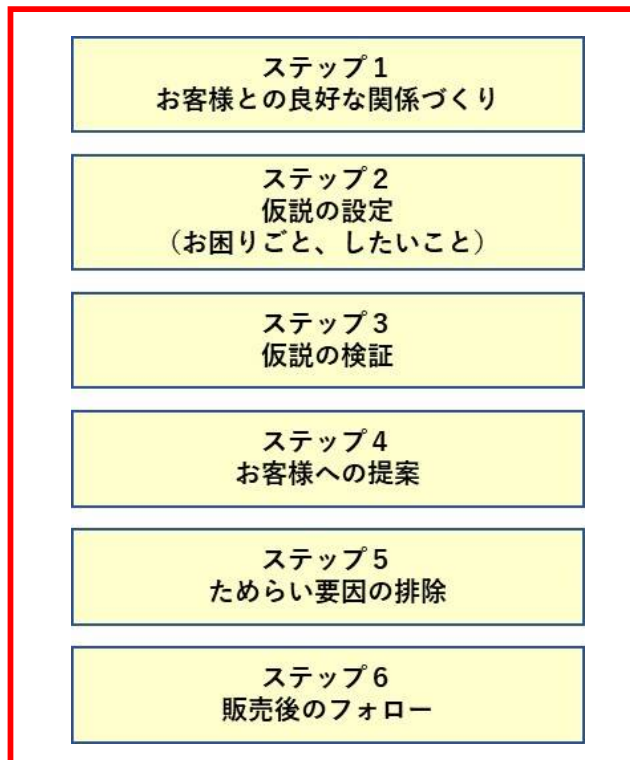 ステップ１
お客様との良好な関係づくり
ステップ２
仮説の設定
（お困りごと、したいこと）
ステップ３
仮説の検証
ステップ４
お客様への提案
ステップ５
ためらい要因の排除
ステップ６
販売後のフォロー